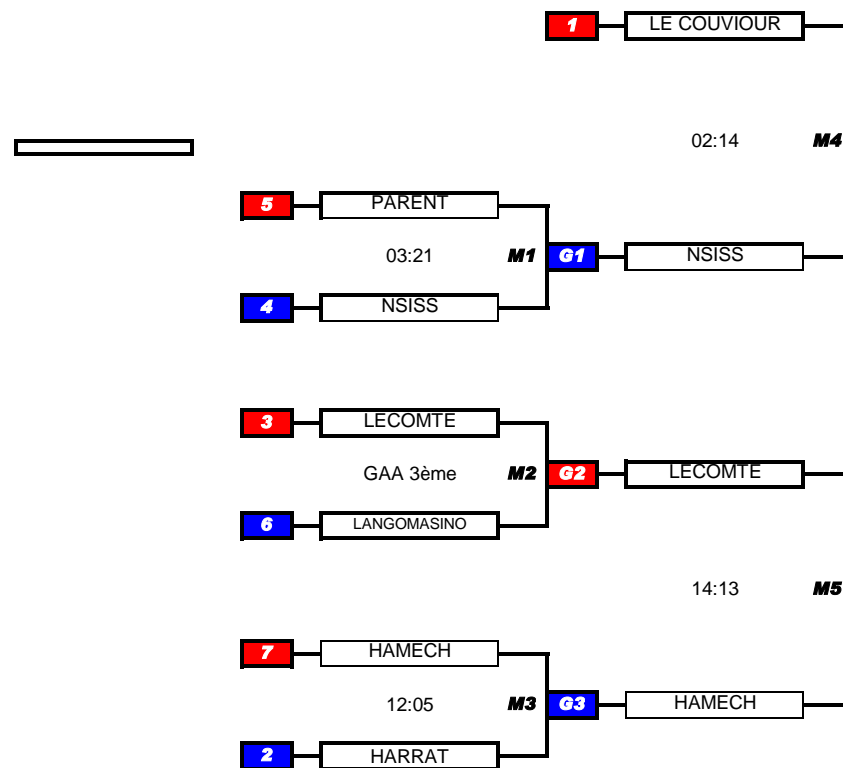 1 LE COUVIOUR
02:14 M4
5 PARENT
03:21 M1 G1 NSISS
4 NSISS
3 LECOMTE
GAA 3ème M2 G2 LECOMTE
6 LANGOMASINO
14:13 M5
7 HAMECH
12:05 M3 G3 HAMECH
2 HARRAT